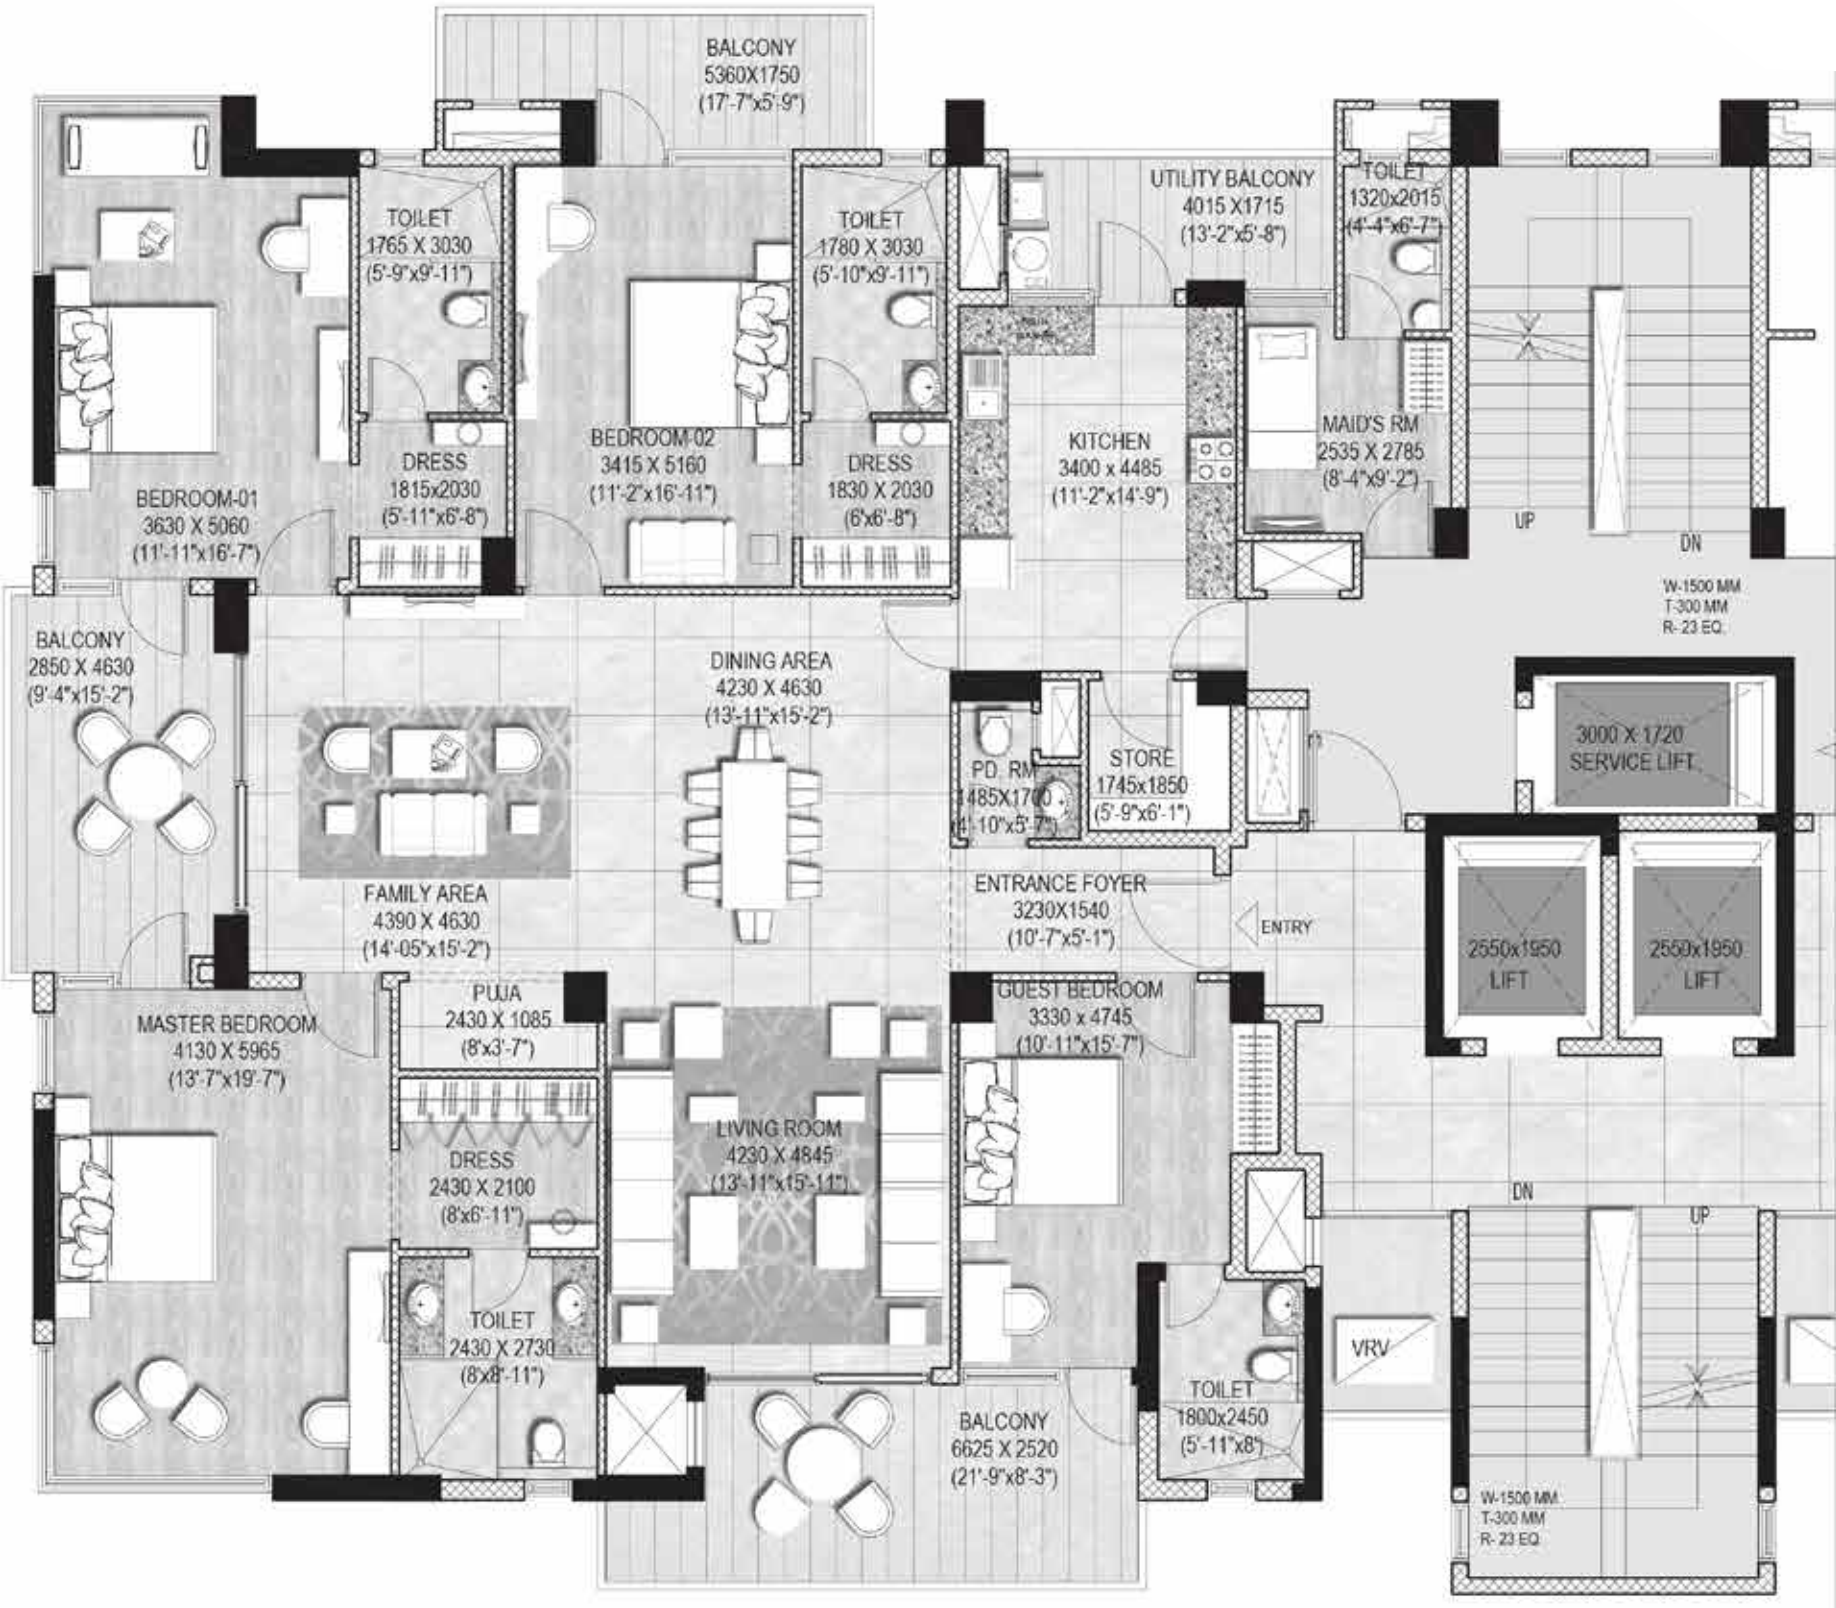 BALCONY
5360X1750
(17'-7"x5'-9")
TOILET
1765 X 3030
(5'-9"x9'-11")
TOILET
1780 X 3030
(5'-10"x9'-11")
UTILITY BALCONY
4015 X1715
(13'-2"x5'-8")
TOILET
1320x2015
(4'-4"x6'-7")
BEDROOM-01
3630 X 5060
(11'-11"x16'-7")
DRESS
1815x2030
(5'-11"x6'-8")
BEDROOM-02
3415 X 5160
(11'-2"x16'-11")
DRESS
1830 X 2030
(6'x6'-8")
KITCHEN
3400 x 4485
(11'-2"x14'-9")
MAID'S RM
2535 X 2785
(8'-4"x9'-2")
UP
DN
W-1500 MM
T-300 MM
R- 23 EQ.
BALCONY
2850 X 4630
(9'-4"x15'-2")
DINING AREA
4230 X 4630
(13'-11"x15'-2")
3000 X 1720
SERVICE LIFT
PD. RM
1485X1700
(4'-10"x5'-7")
STORE
1745x1850
(5'-9"x6'-1")
FAMILY AREA
4390 X 4630
(14'-05"x15'-2")
ENTRANCE FOYER
3230X1540
(10'-7"x5'-1")
ENTRY
2550x1950
LIFT
2550x1950
LIFT
MASTER BEDROOM
4130 X 5965
(13'-7"x19'-7")
PUJA
2430 X 1085
(8'x3'-7")
GUEST BEDROOM
3330 x 4745
(10'-11"x15'-7")
LIVING ROOM
4230 X 4845
(13'-11"x15'-11")
DRESS
2430 X 2100
(8'x6'-11")
DN
UP
TOILET
2430 X 2730
(8'x8'-11")
VRV
TOILET
1800x2450
(5'-11"x8')
BALCONY
6625 X 2520
(21'-9"x8'-3")
W-1500 MM
T-300 MM
R- 23 EQ.